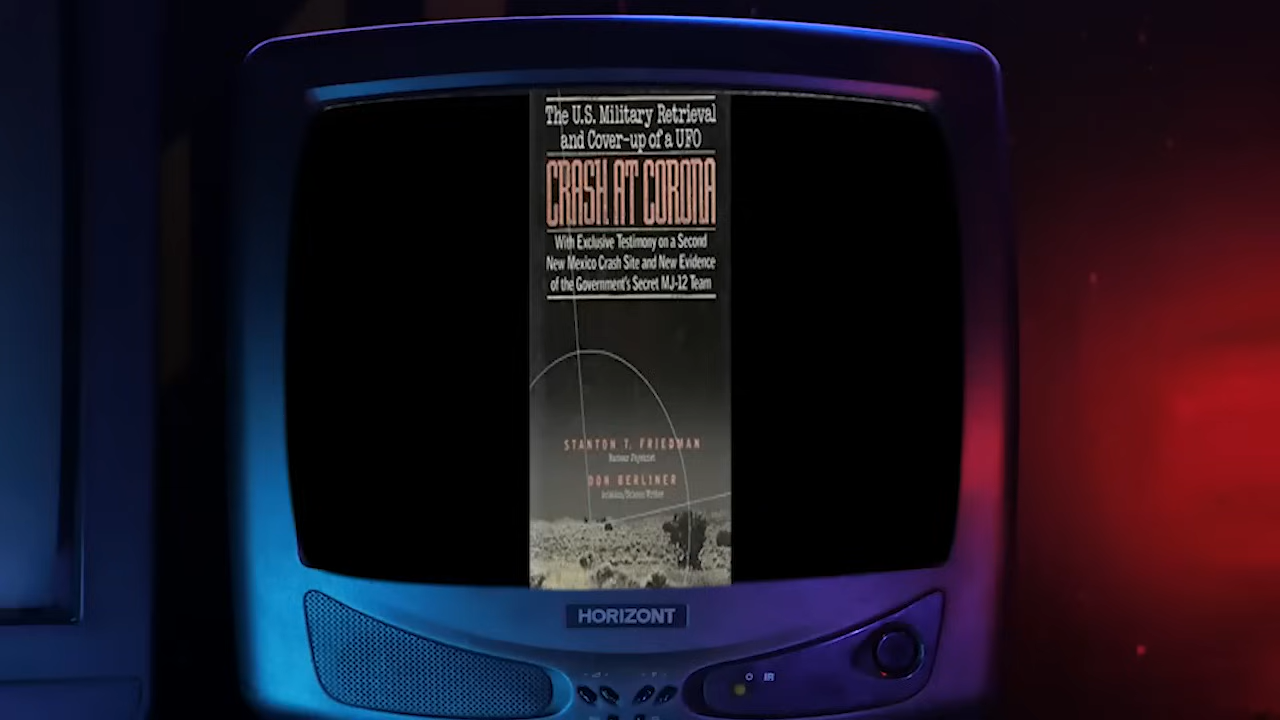 The U.S. Military Retrieval
and Cover-up of a UFO
CRASH AT CORONA
With Exclusive Testimony on a Second
New Mexico Crash Site and New Evidence
of the Government's Secret MJ-12 Team
STANTON T. FRIEDMAN
Nuclear Physicist
DON BERLINER
Aviation/Science Writer
HORIZONT
IR